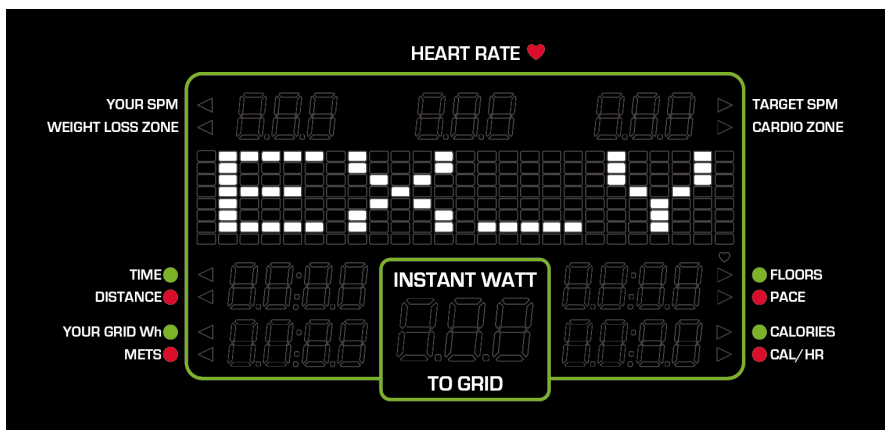 HEART RATE
YOUR SPM
TARGET SPM
WEIGHT LOSS ZONE
CARDIO ZONE
EX_Y
TIME
INSTANT WATT
FLOORS
DISTANCE
PACE
YOUR GRID Wh
CALORIES
METS
CAL/HR
TO GRID